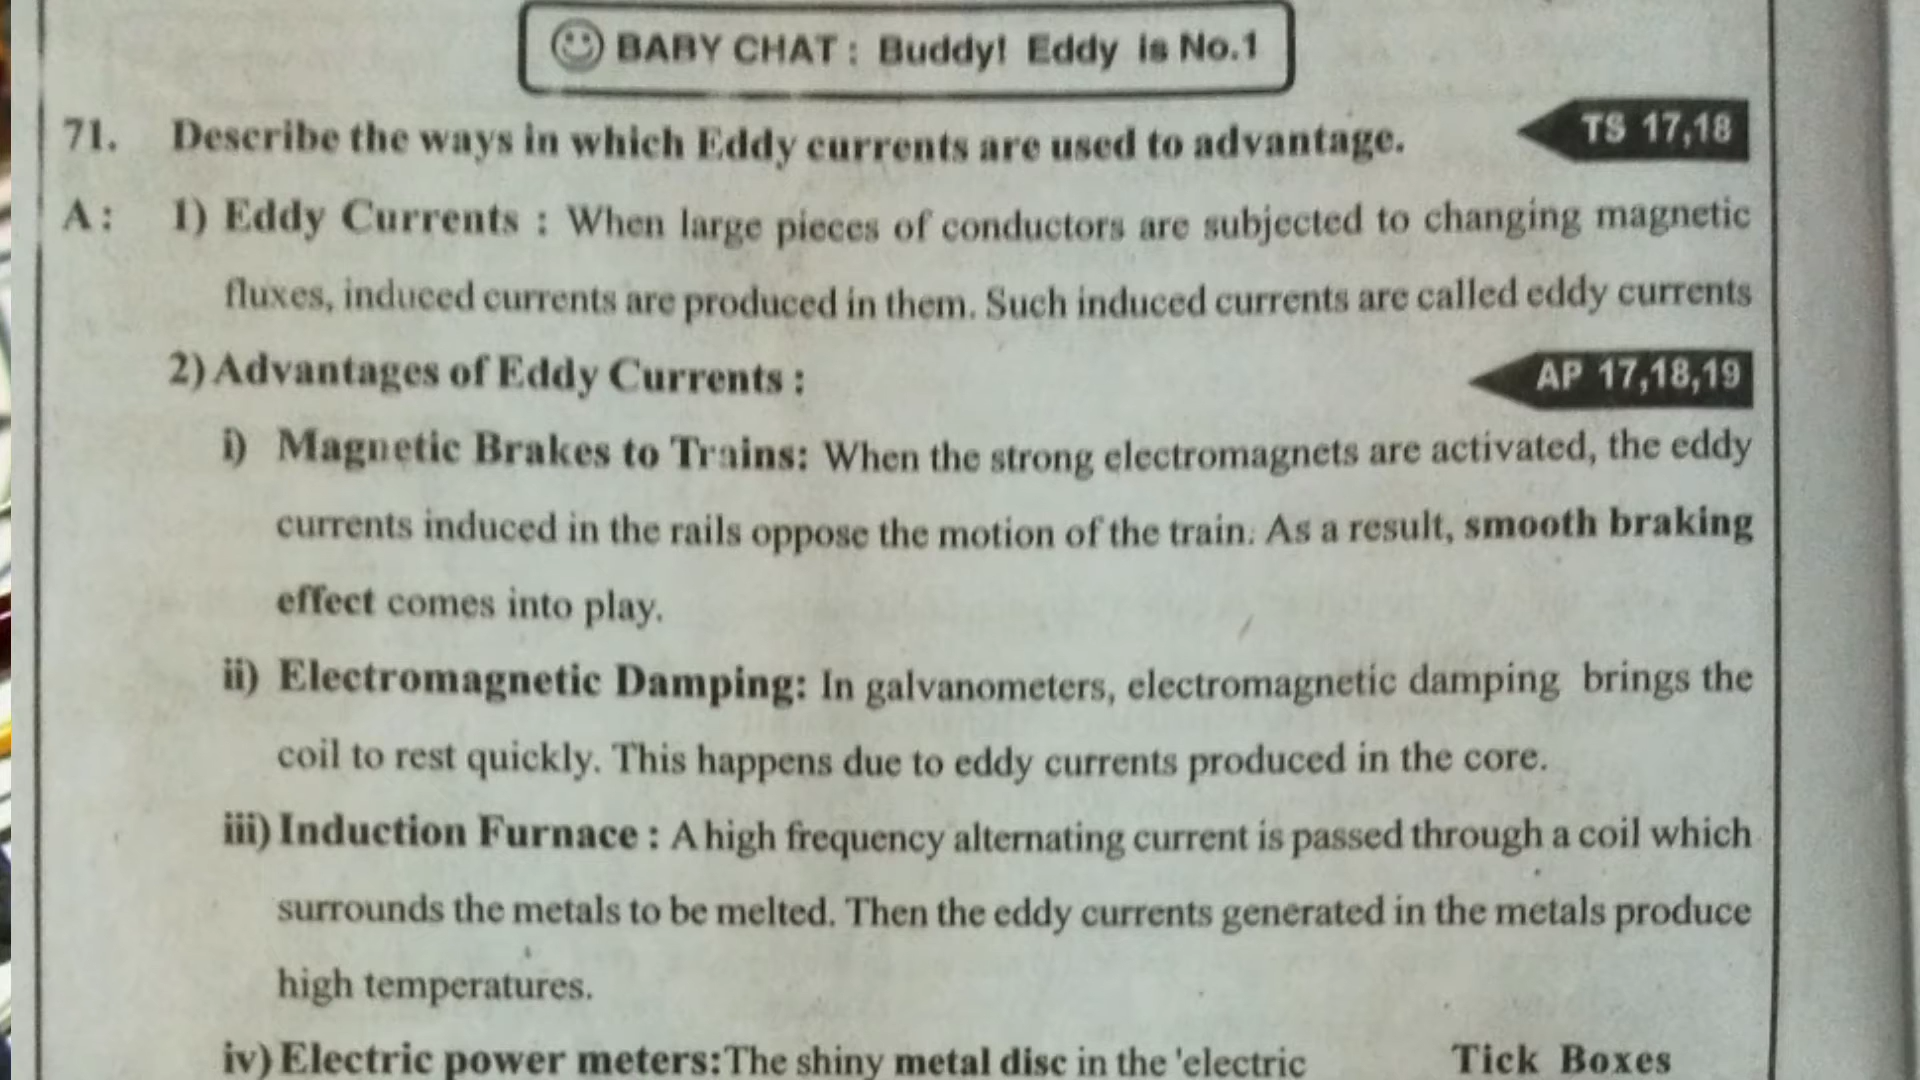 BABY CHAT : Buddy! Eddy is No.1
71. Describe the ways in which Eddy currents are used to advantage. TS 17,18
A: 1) Eddy Currents : When large pieces of conductors are subjected to changing magnetic
fluxes, induced currents are produced in them. Such induced currents are called eddy currents
2) Advantages of Eddy Currents : AP 17,18,19
i) Magnetic Brakes to Trains: When the strong electromagnets are activated, the eddy
currents induced in the rails oppose the motion of the train. As a result, smooth braking
effect comes into play.
ii) Electromagnetic Damping: In galvanometers, electromagnetic damping brings the
coil to rest quickly. This happens due to eddy currents produced in the core.
iii) Induction Furnace : A high frequency alternating current is passed through a coil which
surrounds the metals to be melted. Then the eddy currents generated in the metals produce
high temperatures.
iv) Electric power meters:The shiny metal disc in the 'electric Tick Boxes